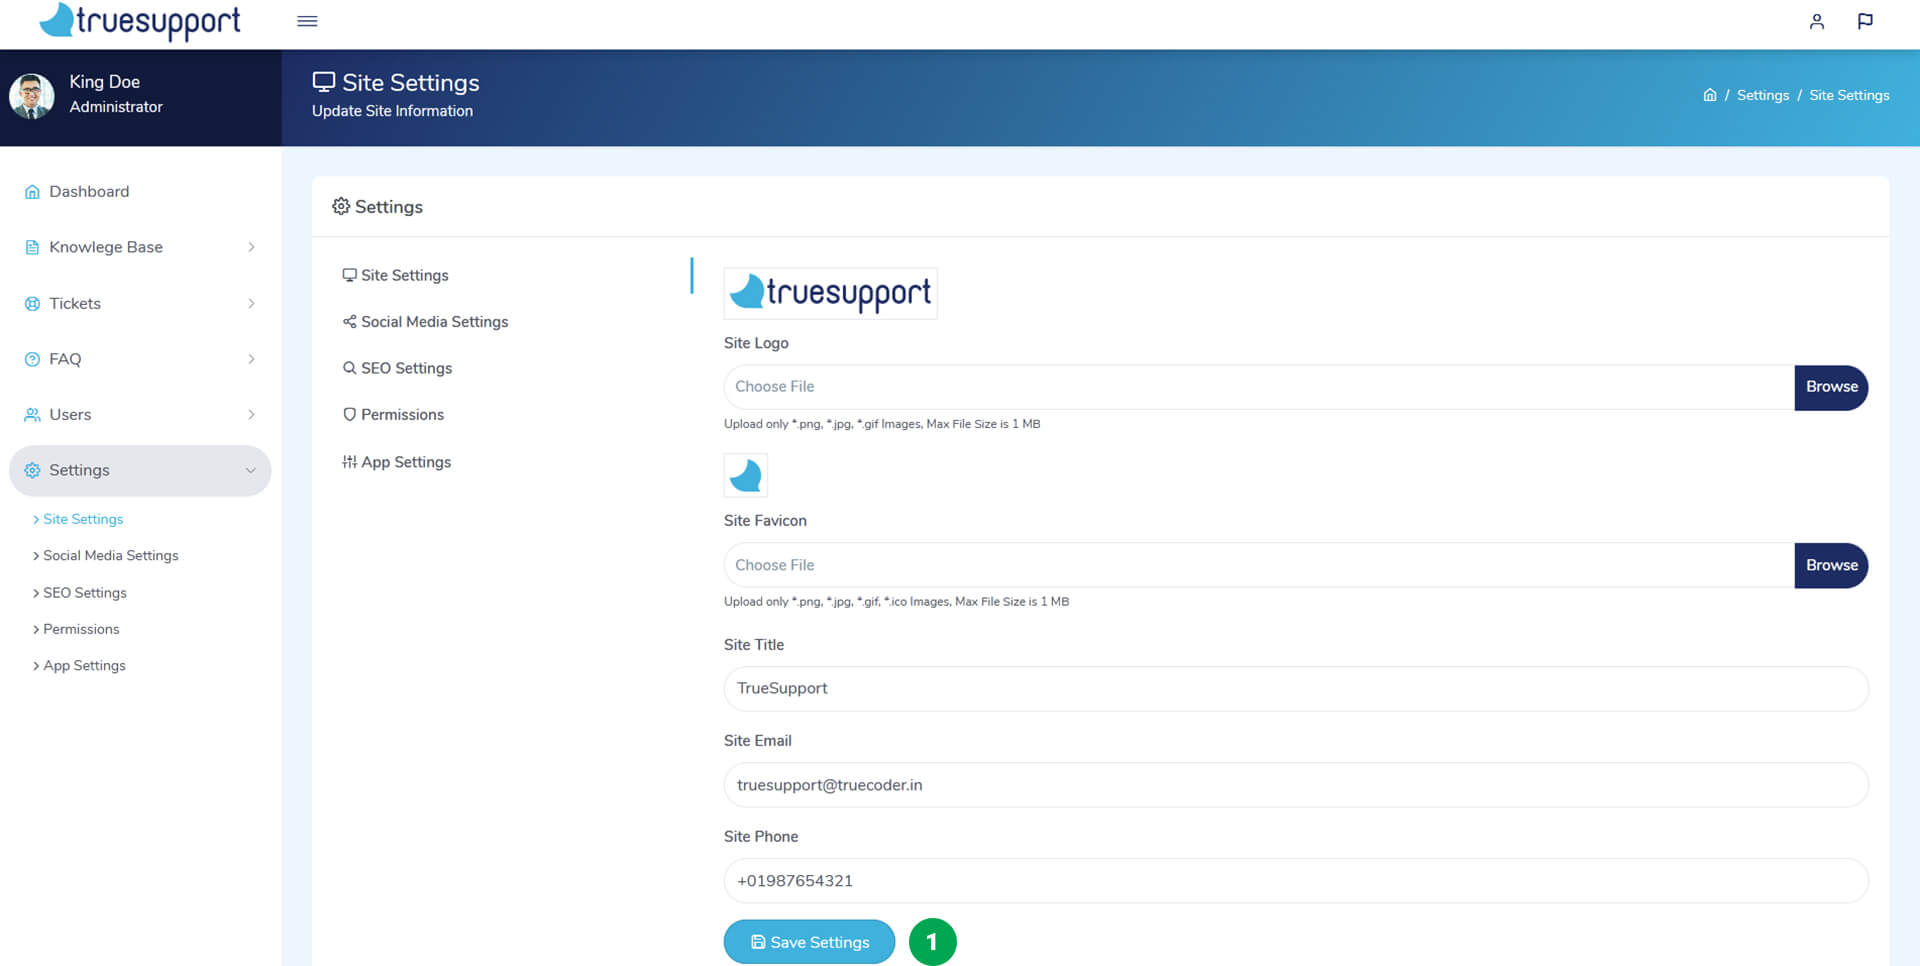 truesupport
King Doe
Administrator
Site Settings
Update Site Information
/ Settings / Site Settings
Dashboard
Knowlege Base
Tickets
FAQ
Users
Settings
Site Settings
Social Media Settings
SEO Settings
Permissions
App Settings
Settings
Site Settings
Social Media Settings
SEO Settings
Permissions
App Settings
truesupport
Site Logo
Choose File
Browse
Upload only *.png, *.jpg, *.gif Images, Max File Size is 1 MB
Site Favicon
Choose File
Browse
Upload only *.png, *.jpg, *.gif, *.ico Images, Max File Size is 1 MB
Site Title
TrueSupport
Site Email
truesupport@truecoder.in
Site Phone
+01987654321
Save Settings
1